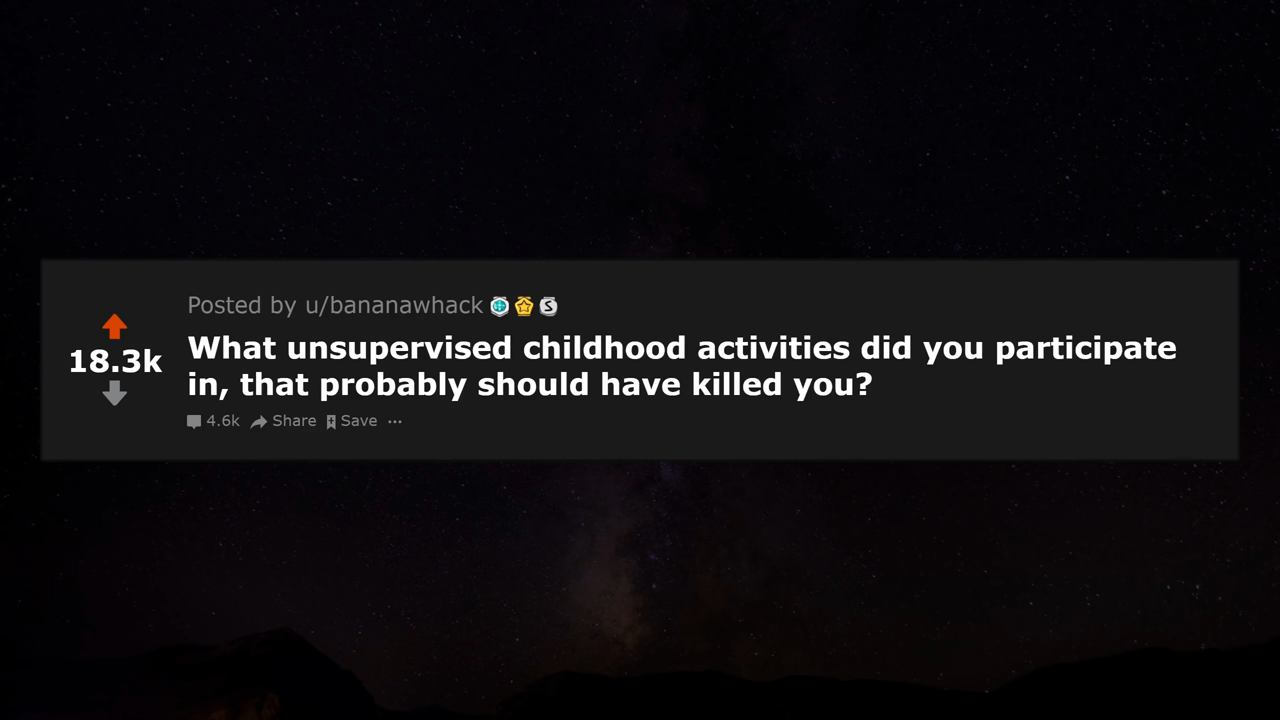 Posted by u/bananawhack
18.3k
What unsupervised childhood activities did you participate
in, that probably should have killed you?
4.6k Share Save ···